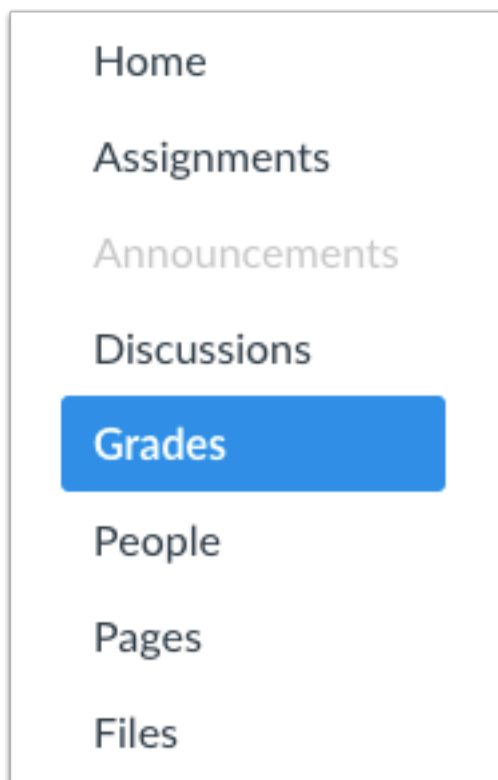 Home
Assignments
Announcements
Discussions
Grades
People
Pages
Files